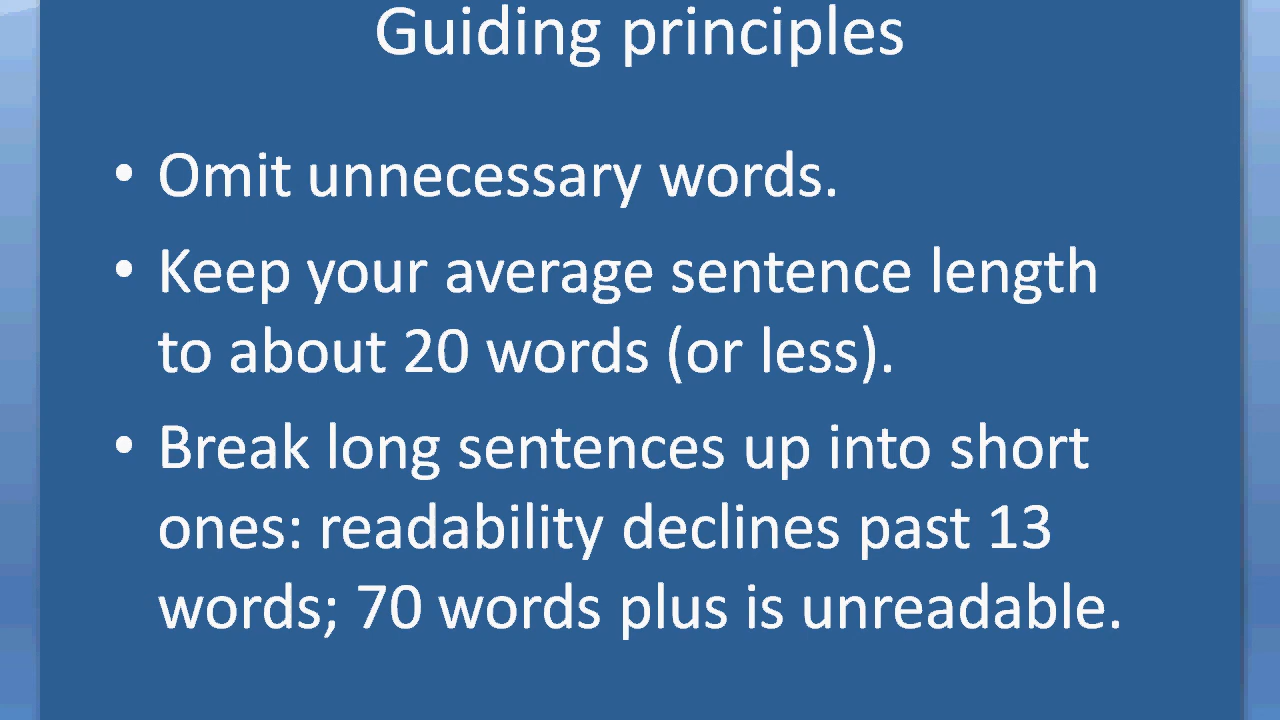 Guiding principles
• Omit unnecessary words.
• Keep your average sentence length
to about 20 words (or less).
• Break long sentences up into short
ones: readability declines past 13
words; 70 words plus is unreadable.